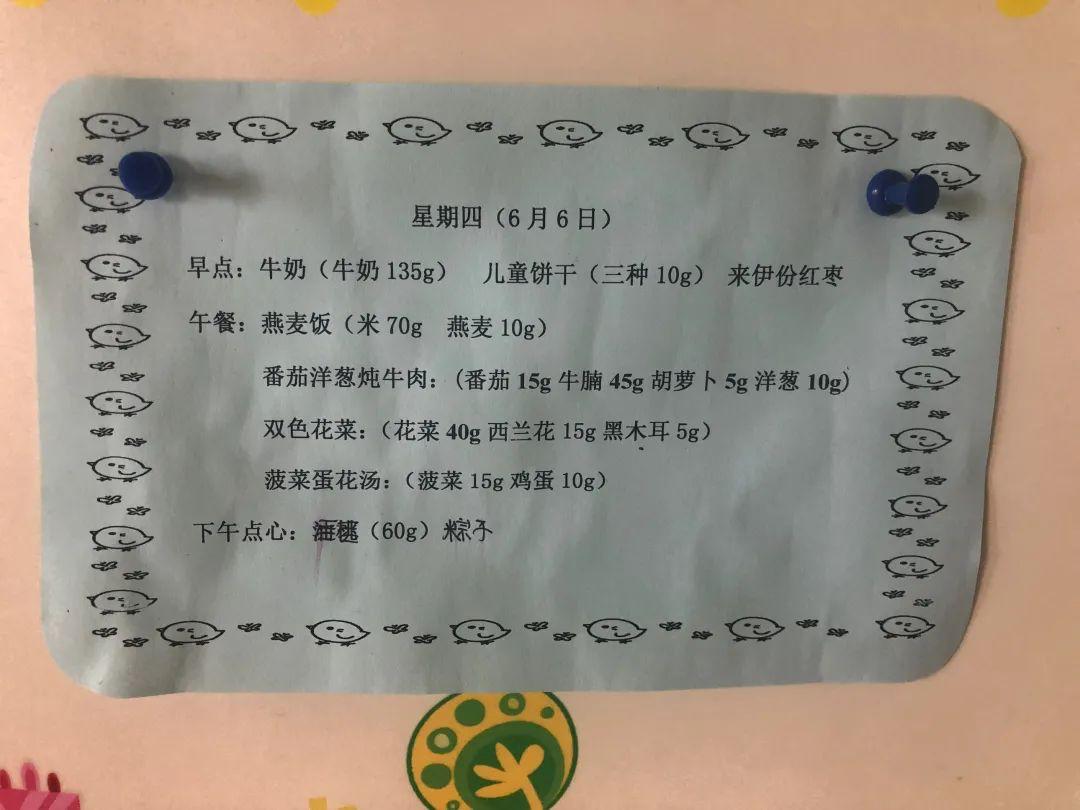 星期四（6月6日）
早点：牛奶（牛奶135g） 儿童饼干（三种10g） 来伊份红枣
午餐：燕麦饭（米70g 燕麦10g）
番茄洋葱炖牛肉：（番茄15g牛腩45g胡萝卜5g洋葱10g）
双色花菜：（花菜40g西兰花15g黑木耳5g）
菠菜蛋花汤：（菠菜15g鸡蛋10g）
下午点心：（60g）粽子